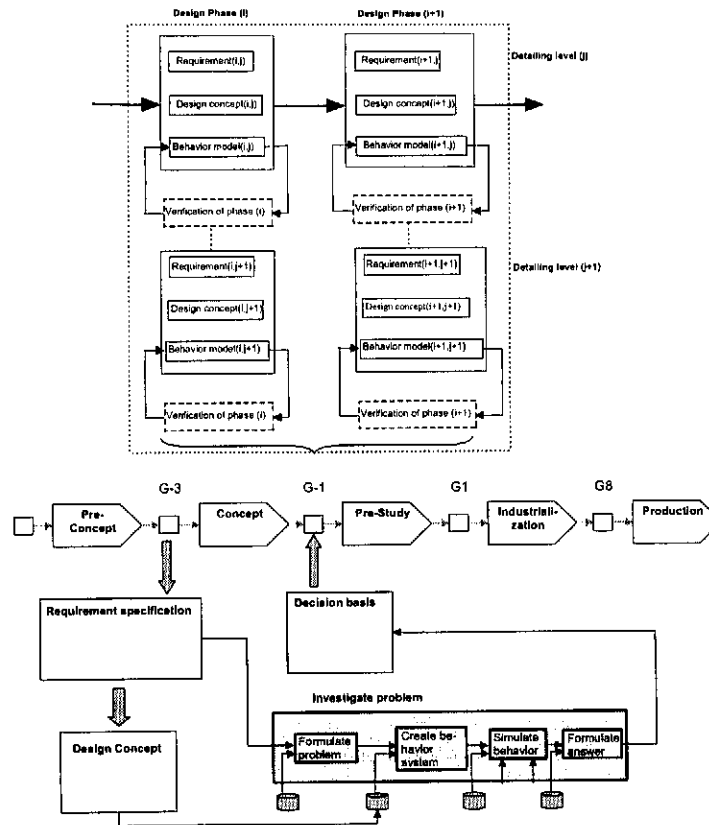 Design Phase (i)
Design Phase (i+1)
Requirement(i,j)
Requirement(i+1,j)
Detailing level (j)
Design concept(i,j)
Design concept(i+1,j)
Behavior model(i,j)
Behavior model(i+1,j)
Verification of phase (i)
Verification of phase (i+1)
Requirement(i,j+1)
Requirement(i+1,j+1)
Detailing level (j+1)
Design concept(i,j+1)
Design concept(i+1,j+1)
Behavior model(i,j+1)
Behavior model(i+1,j+1)
Verification of phase (i)
Verification of phase (i+1)
G-3
G-1
G1
G8
Pre-
Concept
Concept
Pre-Study
Industriali-
zation
Production
Requirement specification
Decision basis
Investigate problem
Design Concept
Formulate
problem
Create be-
havior
system
Simulate
behavior
Formulate
answer